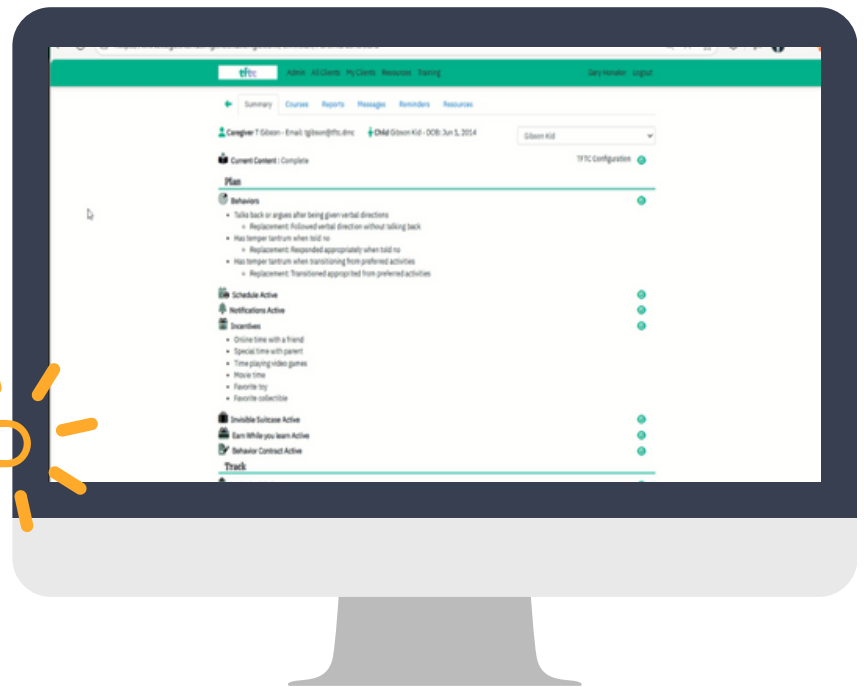 tftc Admin All Clients My Clients Resources Training Gary Honaker Logout
Summary Courses Reports Messages Reminders Resources
Caregiver T Gibson - Email: tgibson@tftc.dmc Child Gibson Kid - DOB: Jun 1, 2014 Gibson Kid
Current Content : Complete TFTC Configuration
Plan
Behaviors
Talks back or argues after being given verbal directions
Replacement: Followed verbal direction without talking back
Has temper tantrum when told no
Replacement: Responded appropriately when told no
Has temper tantrum when transitioning from preferred activities
Replacement: Transitioned approprited from preferred activities
Schedule Active
Notifications Active
Incentives
Online time with a friend
Special time with parent
Time playing video games
Movie time
Favorite toy
Favorite collectible
Invisible Suitcase Active
Earn While you learn Active
Behavior Contract Active
Track